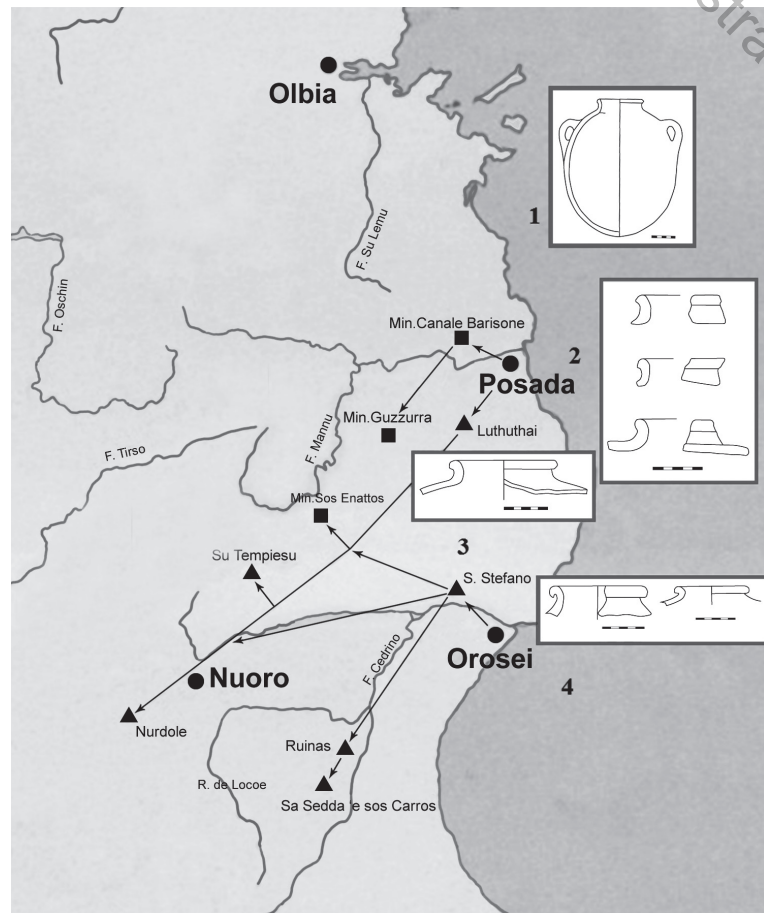 stra
Olbia
1
F. Su Lemu
F. Oschin
Min.Canale Barisone
2
Posada
Min.Guzzurra
Luthuthai
F. Mannu
F. Tirso
Min.Sos Enattos
3
Su Tempiesu
S. Stefano
Orosei
F. Cedrino
Nuoro
4
Nurdole
Ruinas
R. de Locoe
Sa Sedda 'e sos Carros